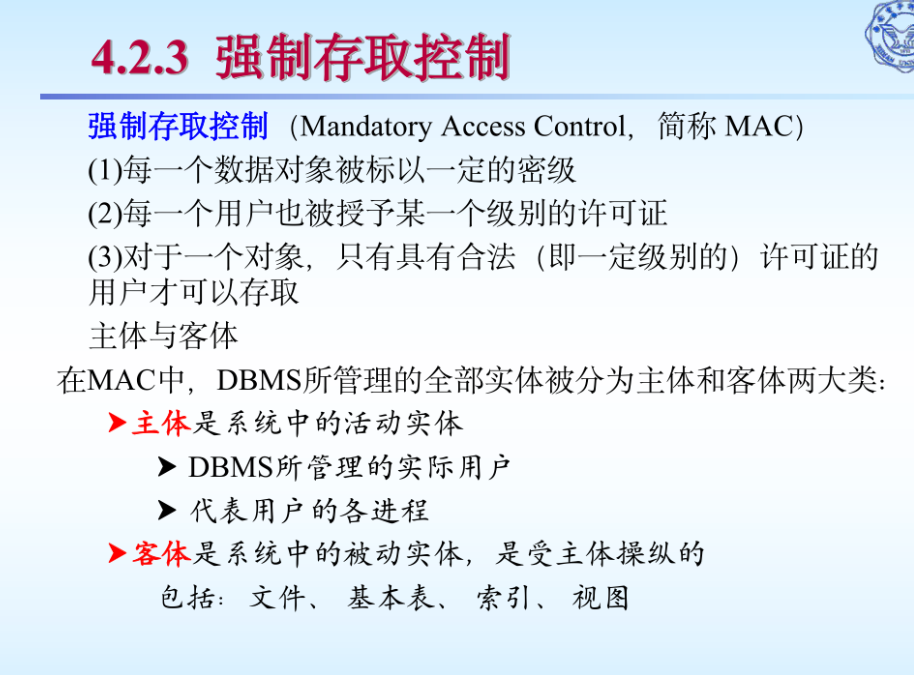 4.2.3 强制存取控制
强制存取控制（Mandatory Access Control，简称 MAC）
(1)每一个数据对象被标以一定的密级
(2)每一个用户也被授予某一个级别的许可证
(3)对于一个对象，只有具有合法（即一定级别的）许可证的
用户才可以存取
主体与客体
在MAC中，DBMS所管理的全部实体被分为主体和客体两大类：
➤主体是系统中的活动实体
➤ DBMS所管理的实际用户
➤ 代表用户的各进程
➤客体是系统中的被动实体，是受主体操纵的
包括： 文件、 基本表、 索引、 视图